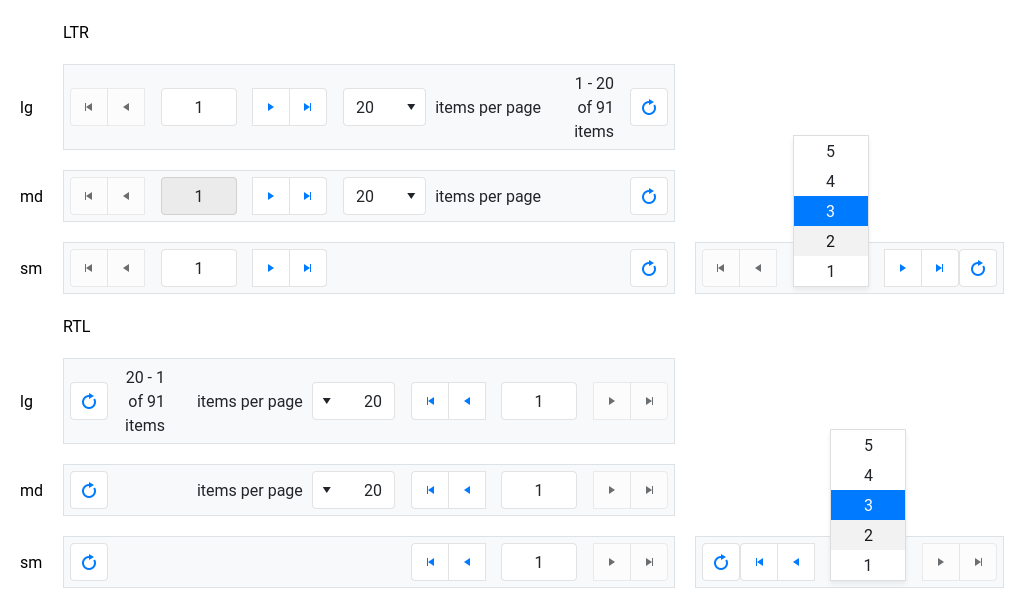 LTR
lg
1
20
items per page
1 - 20
of 91
items
md
1
20
items per page
sm
1
5
4
3
2
1
RTL
lg
20 - 1
of 91
items
items per page
20
1
md
items per page
20
1
sm
1
5
4
3
2
1